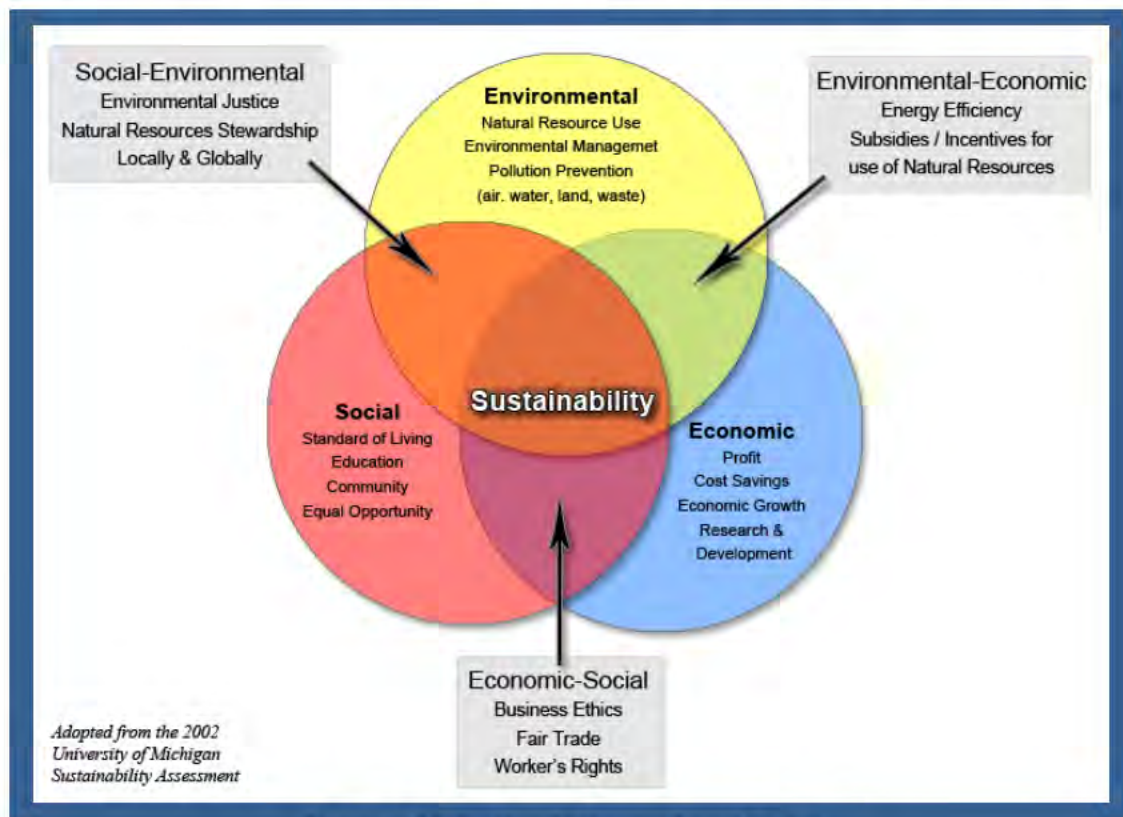 Social-Environmental
Environmental Justice
Natural Resources Stewardship
Locally & Globally
Environmental
Natural Resource Use
Environmental Managemet
Pollution Prevention
(air. water, land, waste)
Environmental-Economic
Energy Efficiency
Subsidies / Incentives for
use of Natural Resources
Sustainability
Social
Standard of Living
Education
Community
Equal Opportunity
Economic
Profit
Cost Savings
Economic Growth
Research &
Development
Economic-Social
Business Ethics
Fair Trade
Worker's Rights
Adopted from the 2002
University of Michigan
Sustainability Assessment